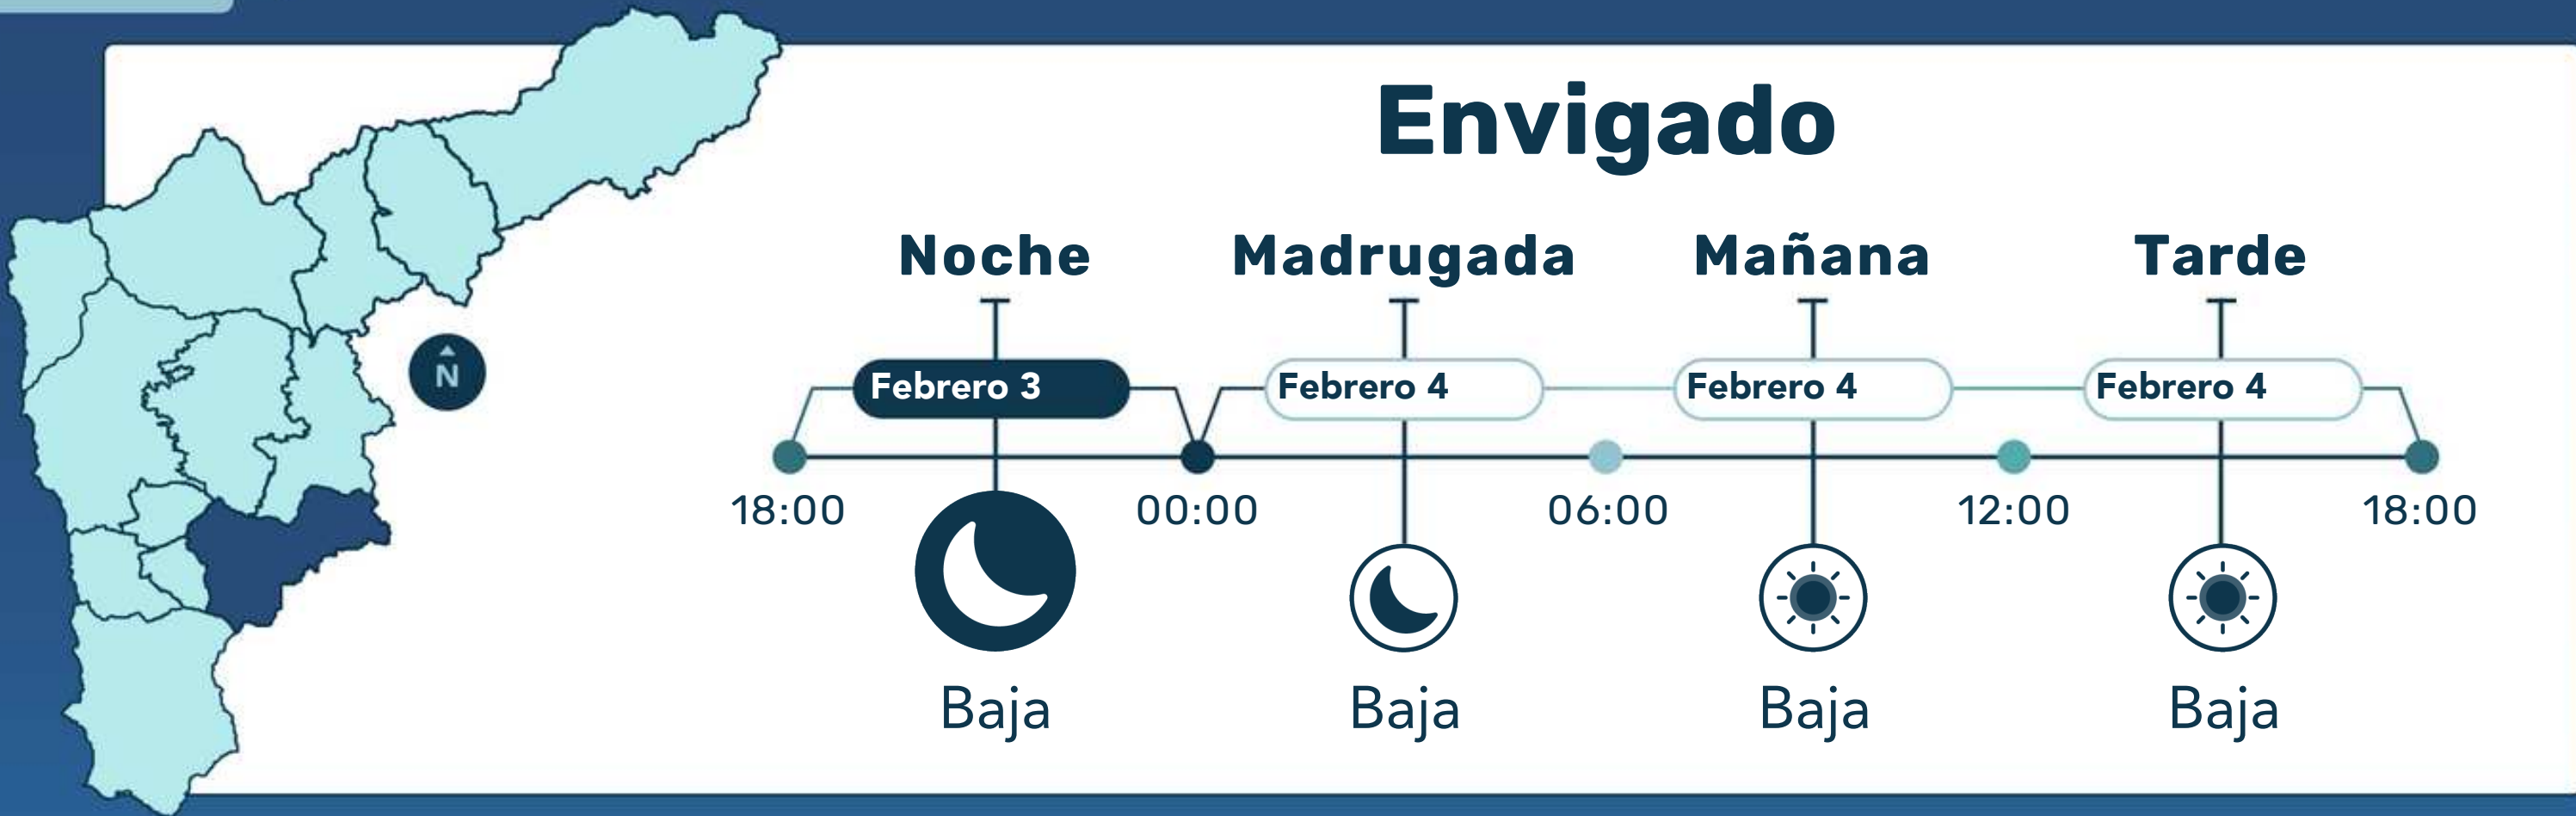 Envigado
Noche Madrugada Mañana Tarde
Febrero 3 Febrero 4 Febrero 4 Febrero 4
N
18:00 00:00 06:00 12:00 18:00
Baja Baja Baja Baja